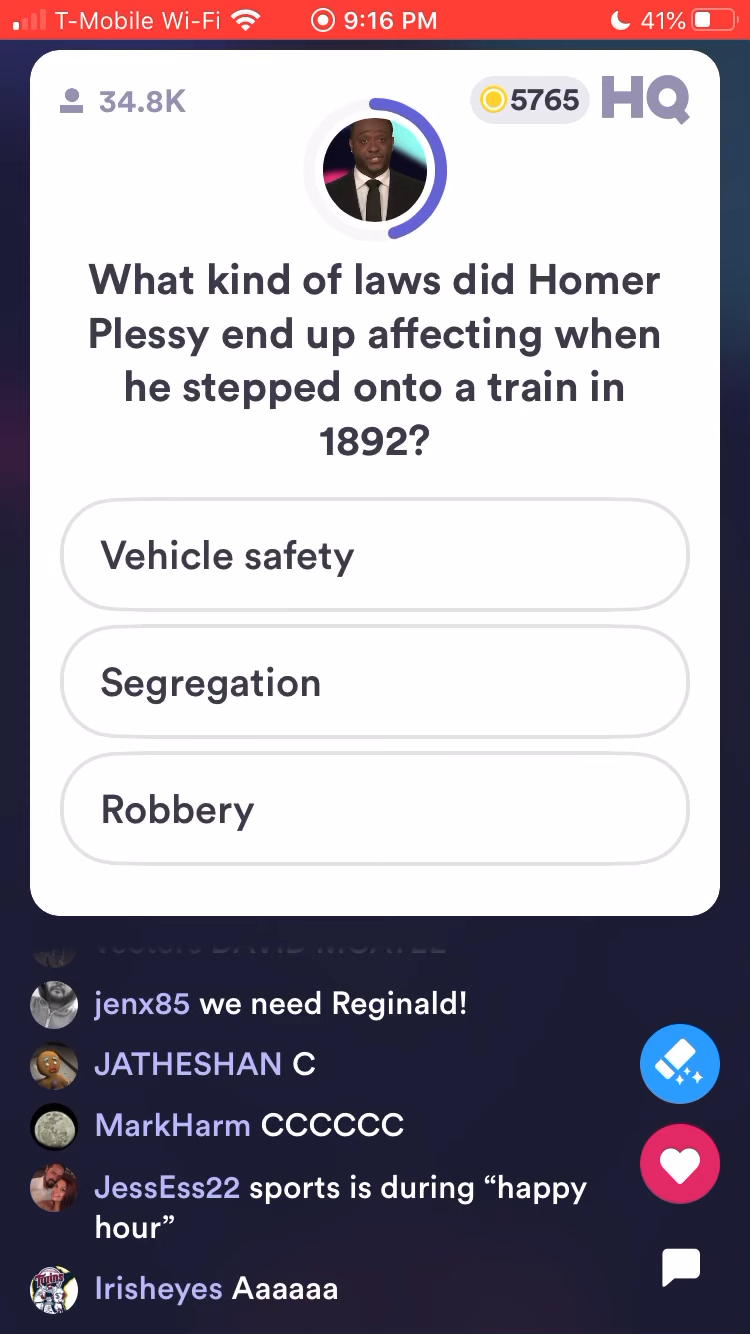 T-Mobile Wi-Fi 9:16 PM 41%
34.8K 5765 HQ
What kind of laws did Homer
Plessy end up affecting when
he stepped onto a train in
1892?
Vehicle safety
Segregation
Robbery
jenx85 we need Reginald!
JATHESHAN C
MarkHarm CCCCCC
JessEss22 sports is during “happy
hour”
Irisheyes Aaaaaa